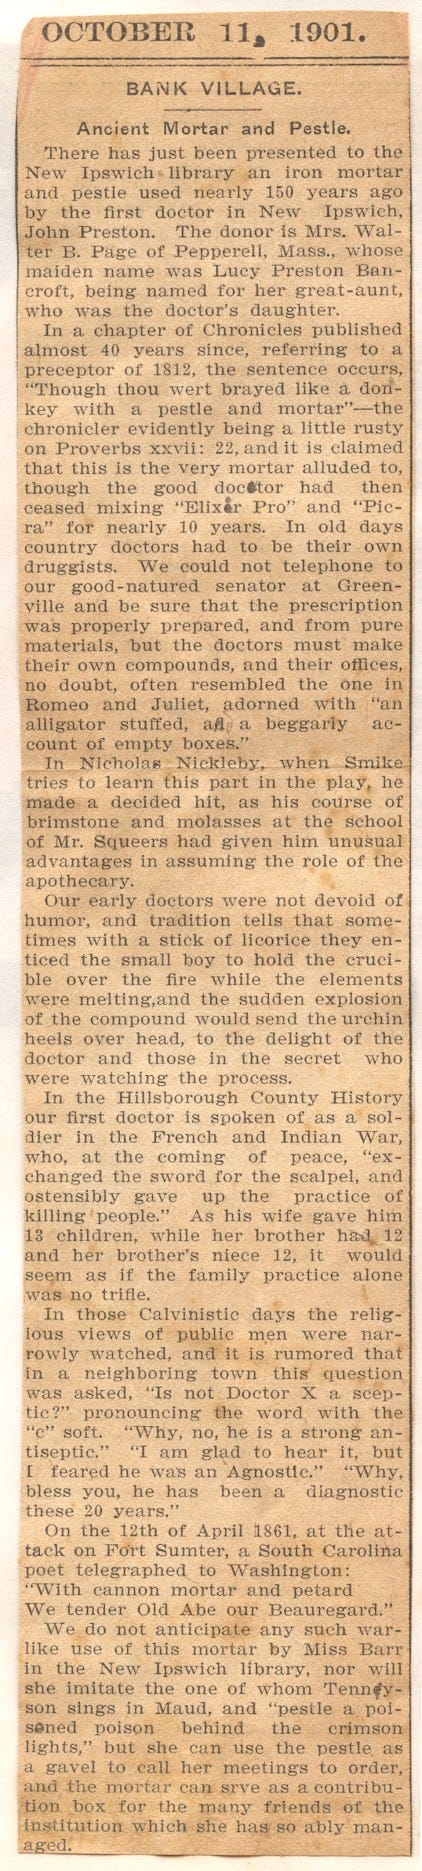 OCTOBER 11, 1901.
BANK VILLAGE.
Ancient Mortar and Pestle.
There has just been presented to the
New Ipswich library an iron mortar
and pestle used nearly 150 years ago
by the first doctor in New Ipswich,
John Preston. The donor is Mrs. Wal-
ter B. Page of Pepperell, Mass., whose
maiden name was Lucy Preston Ban-
croft, being named for her great-aunt,
who was the doctor's daughter.
In a chapter of Chronicles published
almost 40 years since, referring to a
preceptor of 1812, the sentence occurs,
"Though thou wert brayed like a don-
key with a pestle and mortar"—the
chronicler evidently being a little rusty
on Proverbs xxvii: 22, and it is claimed
that this is the very mortar alluded to,
though the good doctor had then
ceased mixing "Elixir Pro" and "Pic-
ra" for nearly 10 years. In old days
country doctors had to be their own
druggists. We could not telephone to
our good-natured senator at Green-
ville and be sure that the prescription
was properly prepared, and from pure
materials, but the doctors must make
their own compounds, and their offices,
no doubt, often resembled the one in
Romeo and Juliet, adorned with "an
alligator stuffed, a beggarly ac-
count of empty boxes."
In Nicholas Nickleby, when Smike
tries to learn this part in the play, he
made a decided hit, as his course of
brimstone and molasses at the school
of Mr. Squeers had given him unusual
advantages in assuming the role of the
apothecary.
Our early doctors were not devoid of
humor, and tradition tells that some-
times with a stick of licorice they en-
ticed the small boy to hold the cruci-
ble over the fire while the elements
were melting,and the sudden explosion
of the compound would send the urchin
heels over head, to the delight of the
doctor and those in the secret who
were watching the process.
In the Hillsborough County History
our first doctor is spoken of as a sol-
dier in the French and Indian War,
who, at the coming of peace, "ex-
changed the sword for the scalpel, and
ostensibly gave up the practice of
killing people." As his wife gave him
13 children, while her brother had 12
and her brother's niece 12, it would
seem as if the family practice alone
was no trifle.
In those Calvinistic days the relig-
ious views of public men were nar-
rowly watched, and it is rumored that
in a neighboring town this question
was asked, "Is not Doctor X a scep-
tic?" pronouncing the word with the
"c" soft. "Why, no, he is a strong an-
tiseptic." "I am glad to hear it, but
I feared he was an Agnostic." "Why,
bless you, he has been a diagnostic
these 20 years."
On the 12th of April 1861, at the at-
tack on Fort Sumter, a South Carolina
poet telegraphed to Washington:
"With cannon mortar and petard
We tender Old Abe our Beauregard."
We do not anticipate any such war-
like use of this mortar by Miss Barr
in the New Ipswich library, nor will
she imitate the one of whom Tenny-
son sings in Maud, and "pestle a poi-
soned poison behind the crimson
lights," but she can use the pestle as
a gavel to call her meetings to order,
and the mortar can srve as a contribu-
tion box for the many friends of the
institution which she has so ably man-
aged.